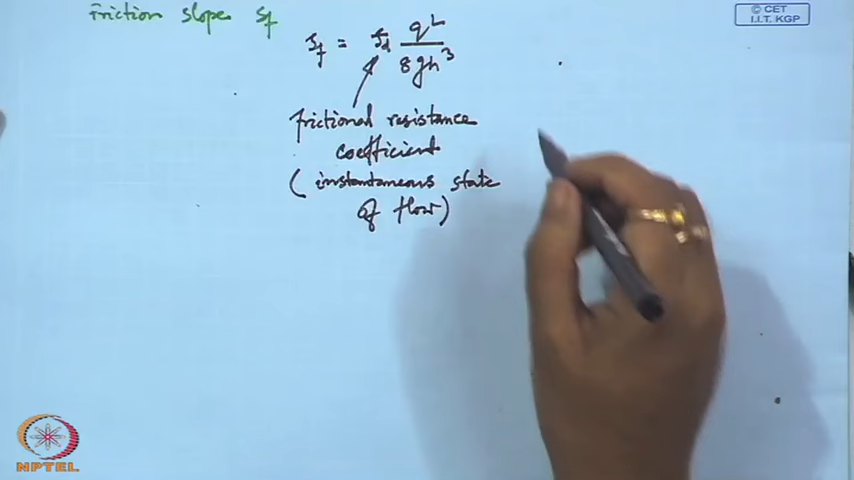 Friction slope Sf
Sf = fd q² / 8gh³
frictional resistance
coefficient
(instantaneous state
of flow)
© CET
I.I.T. KGP
NPTEL